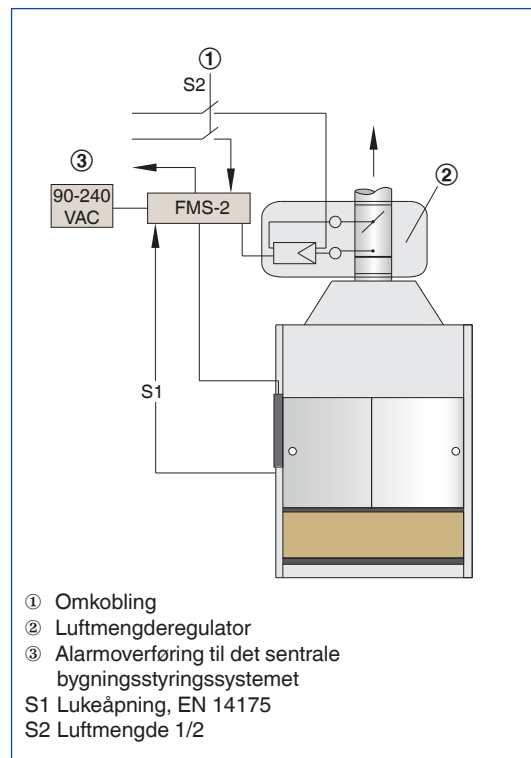 ①
S2
③
②
90-240
VAC
FMS-2
S1
① Omkobling
② Luftmengderegulator
③ Alarmoverføring til det sentrale
bygningsstyringssystemet
S1 Lukeåpning, EN 14175
S2 Luftmengde 1/2